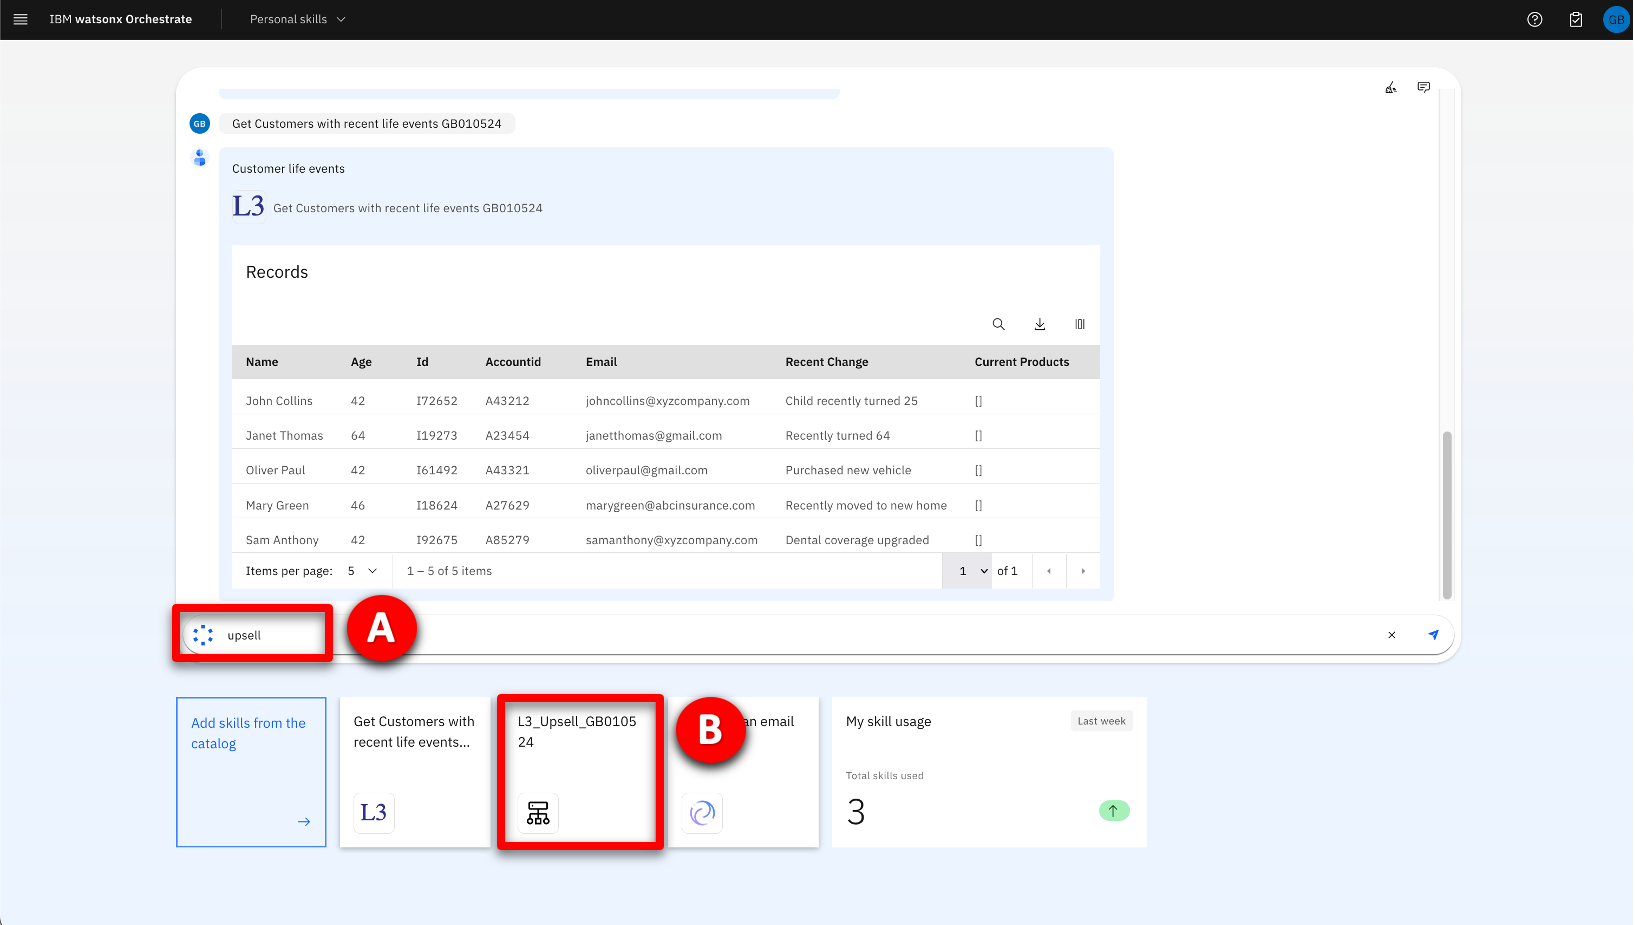 IBM watsonx Orchestrate
Personal skills
GB
GB
Get Customers with recent life events GB010524
Customer life events
L3
Get Customers with recent life events GB010524
Records
Name Age Id Accountid Email Recent Change Current Products
John Collins 42 I72652 A43212 johncollins@xyzcompany.com Child recently turned 25 []
Janet Thomas 64 I19273 A23454 janetthomas@gmail.com Recently turned 64 []
Oliver Paul 42 I61492 A43321 oliverpaul@gmail.com Purchased new vehicle []
Mary Green 46 I18624 A27629 marygreen@abcinsurance.com Recently moved to new home []
Sam Anthony 42 I92675 A85279 samanthony@xyzcompany.com Dental coverage upgraded []
Items per page: 5 1 – 5 of 5 items 1 of 1
upsell
A
Add skills from the
catalog
Get Customers with
recent life events...
L3
L3_Upsell_GB0105
24
B
an email
My skill usage
Last week
Total skills used
3